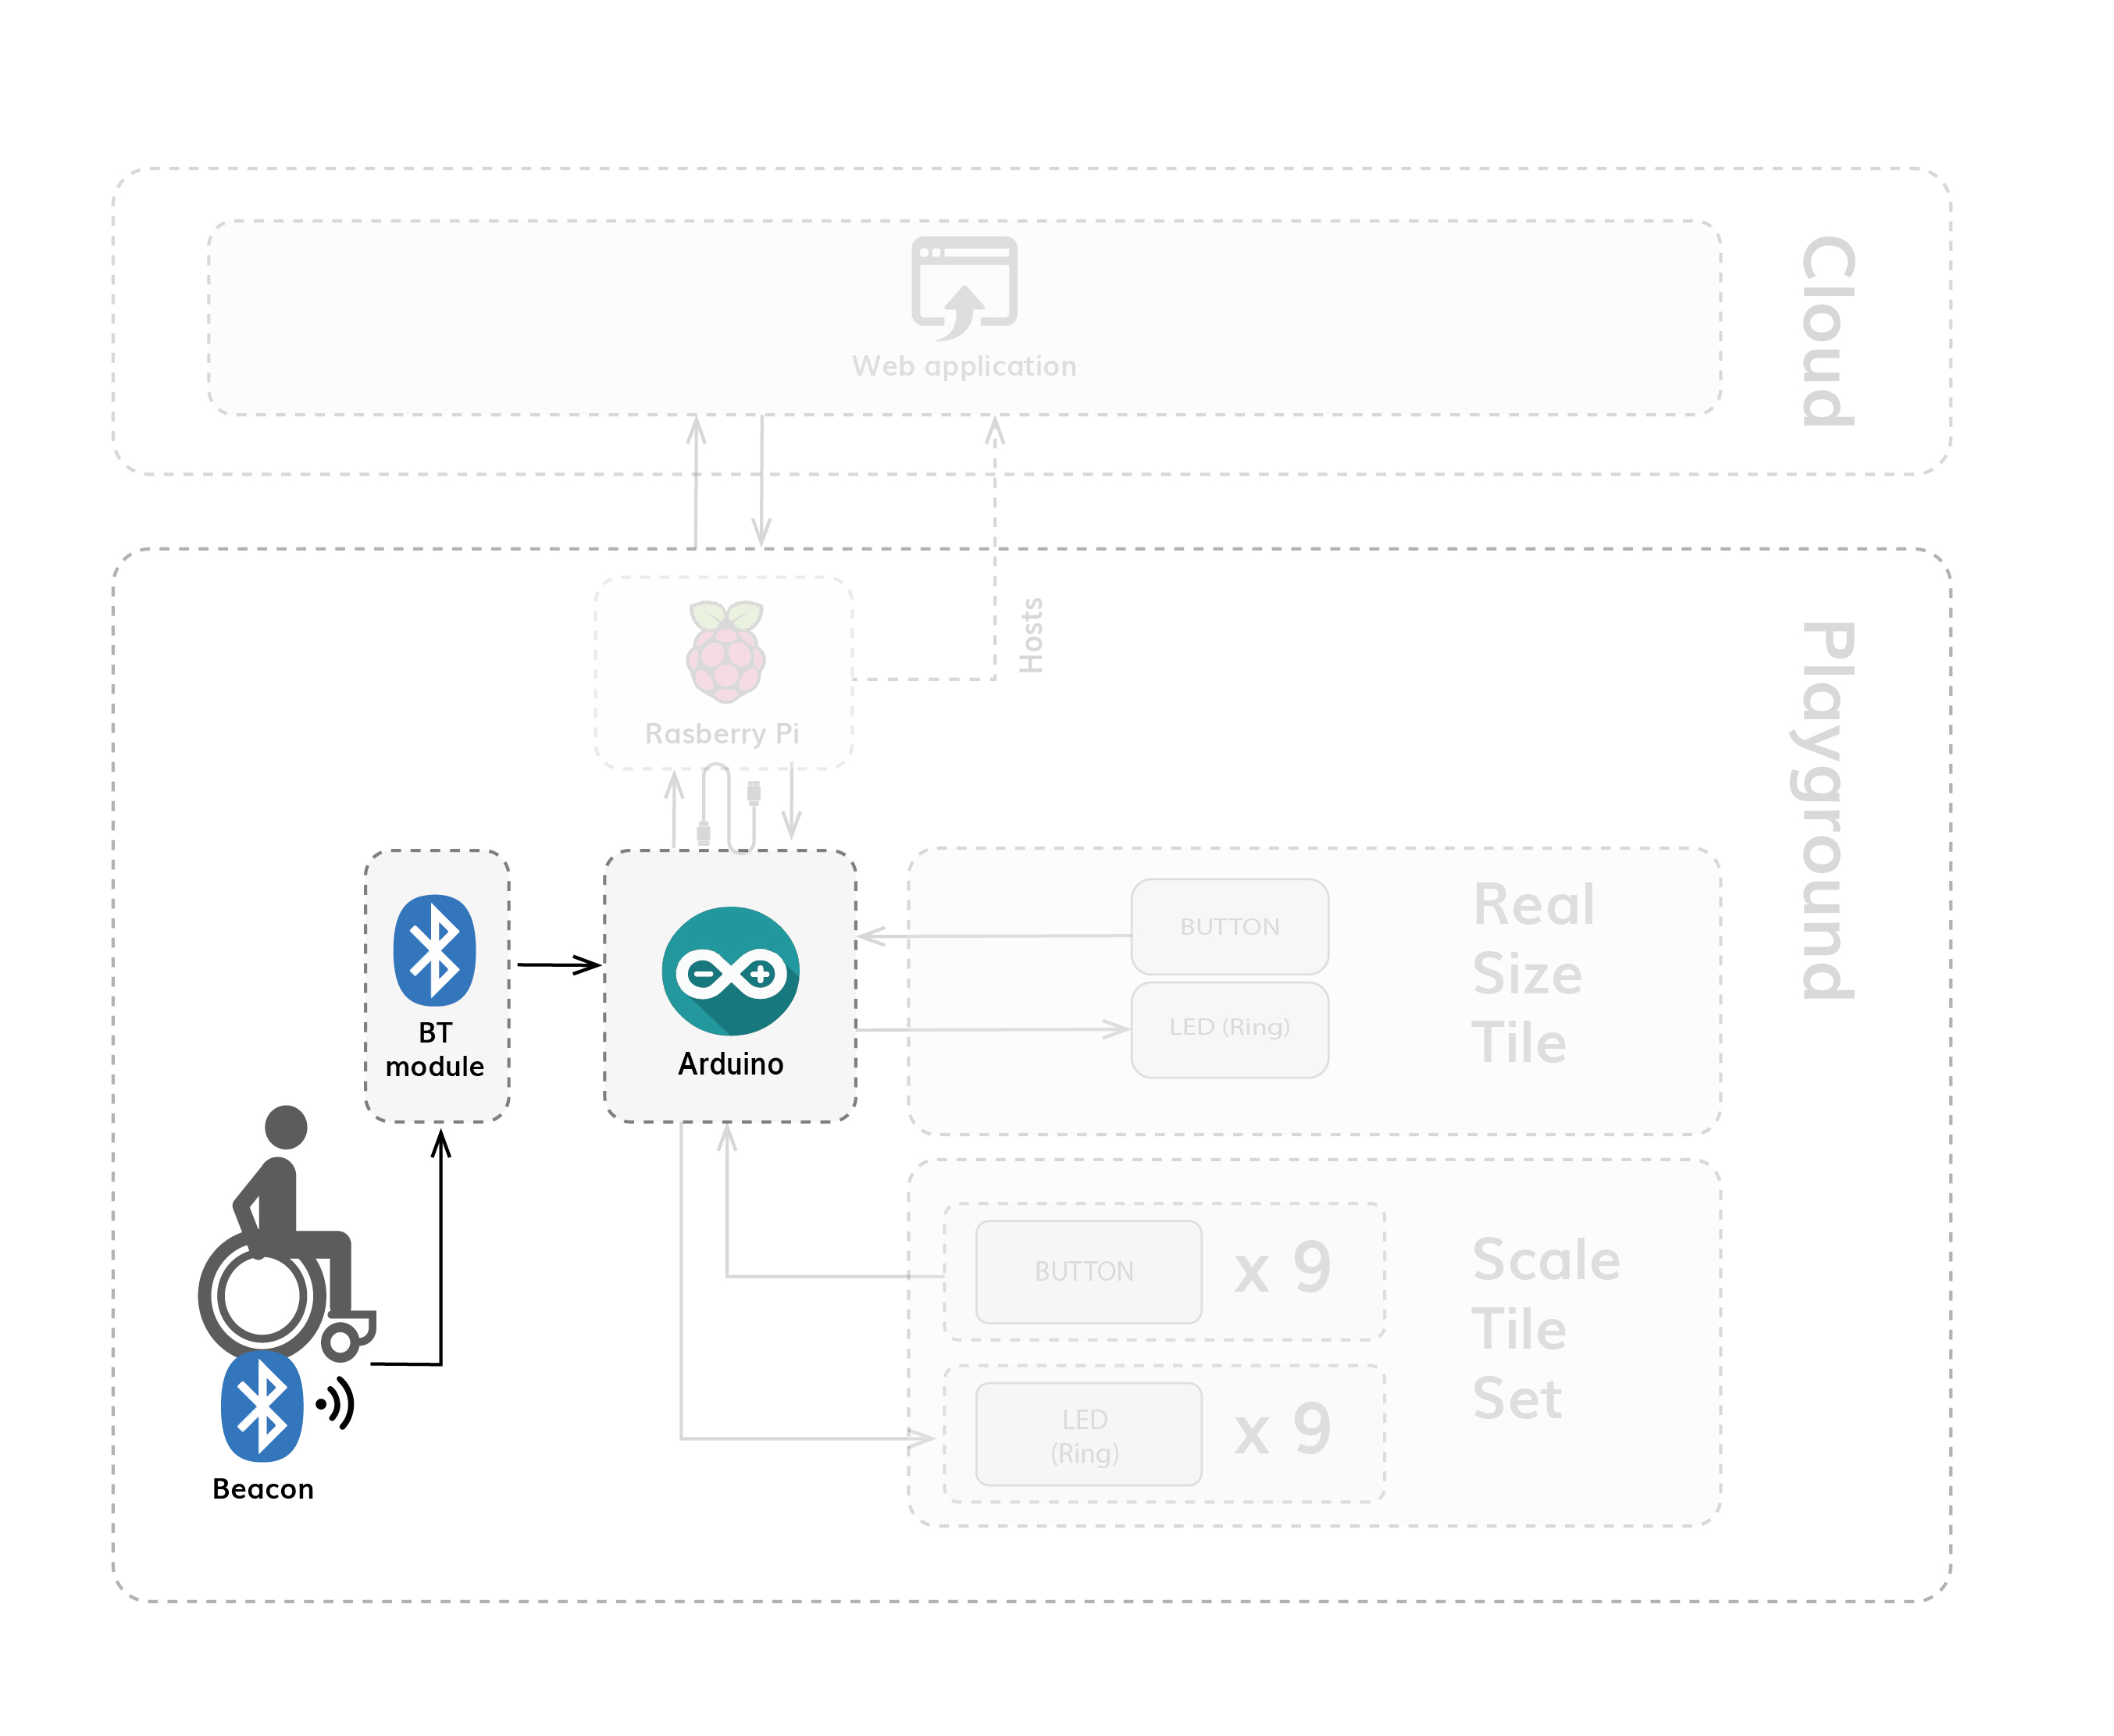 Web application
Cloud
Hosts
Rasberry Pi
Playground
BT
module
Arduino
BUTTON
LED (Ring)
Real
Size
Tile
BUTTON
x 9
LED
(Ring)
x 9
Scale
Tile
Set
Beacon